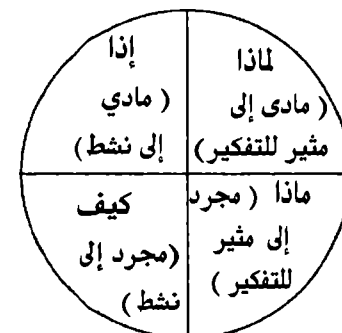 لماذا
( مادى إلى
مثير للتفكير)
إذا
( مادي
إلى نشط)
ماذا ( مجرد
إلى مثير
للتفكير )
كيف
(مجرد إلى
نشط )